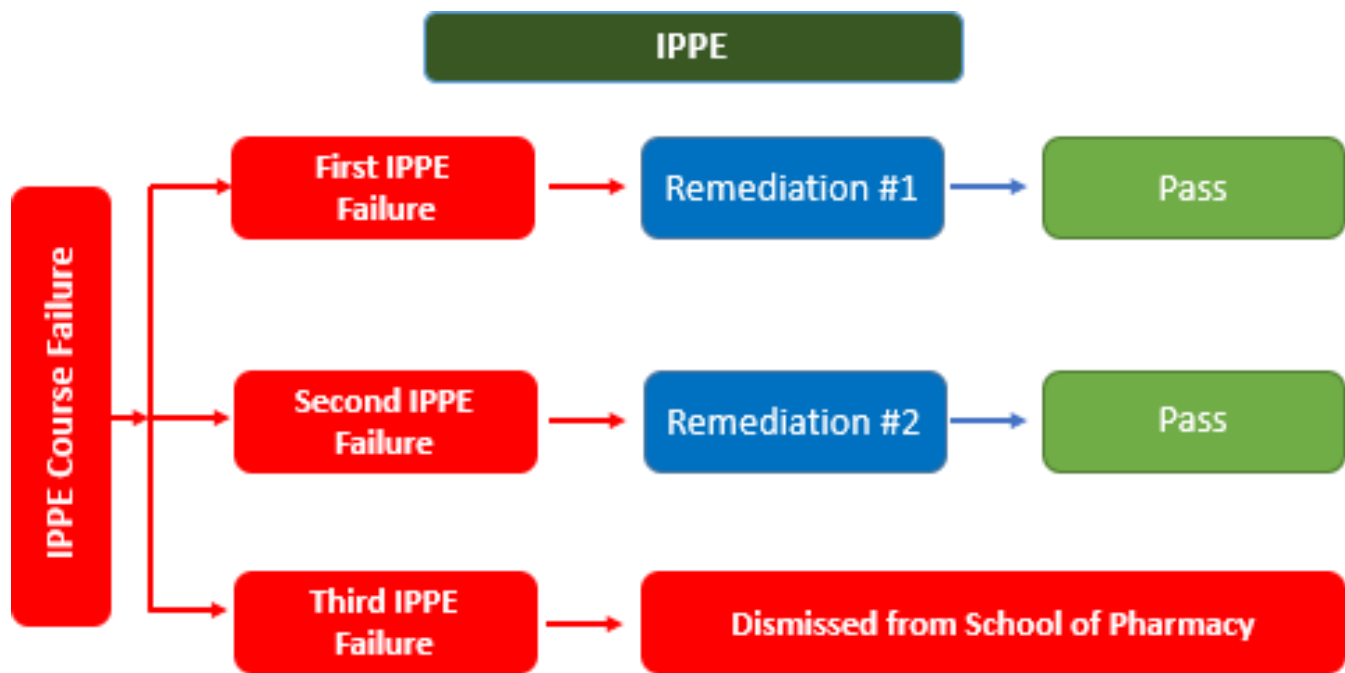 IPPE
IPPE Course Failure
First IPPE
Failure
Remediation #1
Pass
Second IPPE
Failure
Remediation #2
Pass
Third IPPE
Failure
Dismissed from School of Pharmacy